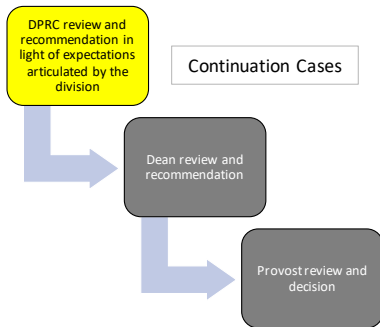 DPRC review and
recommendation in
light of expectations
articulated by the
division
Continuation Cases
Dean review and
recommendation
Provost review and
decision